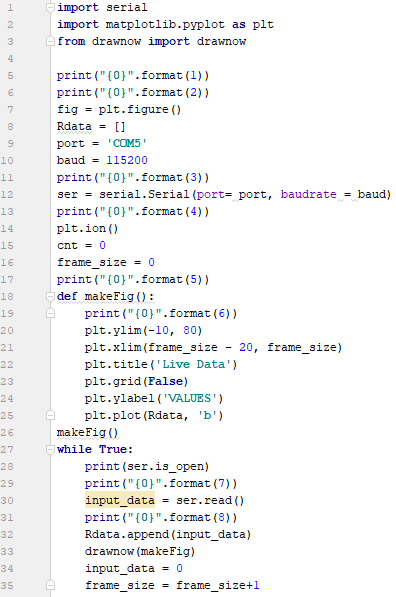 1 import serial
2 import matplotlib.pyplot as plt
3 from drawnow import drawnow
4
5 print("{0}".format(1))
6 print("{0}".format(2))
7 fig = plt.figure()
8 Rdata = []
9 port = 'COM5'
10 baud = 115200
11 print("{0}".format(3))
12 ser = serial.Serial(port= port, baudrate = baud)
13 print("{0}".format(4))
14 plt.ion()
15 cnt = 0
16 frame_size = 0
17 print("{0}".format(5))
18 def makeFig():
19     print("{0}".format(6))
20     plt.ylim(-10, 80)
21     plt.xlim(frame_size - 20, frame_size)
22     plt.title('Live Data')
23     plt.grid(False)
24     plt.ylabel('VALUES')
25     plt.plot(Rdata, 'b')
26 makeFig()
27 while True:
28     print(ser.is_open)
29     print("{0}".format(7))
30     input_data = ser.read()
31     print("{0}".format(8))
32     Rdata.append(input_data)
33     drawnow(makeFig)
34     input_data = 0
35     frame_size = frame_size+1